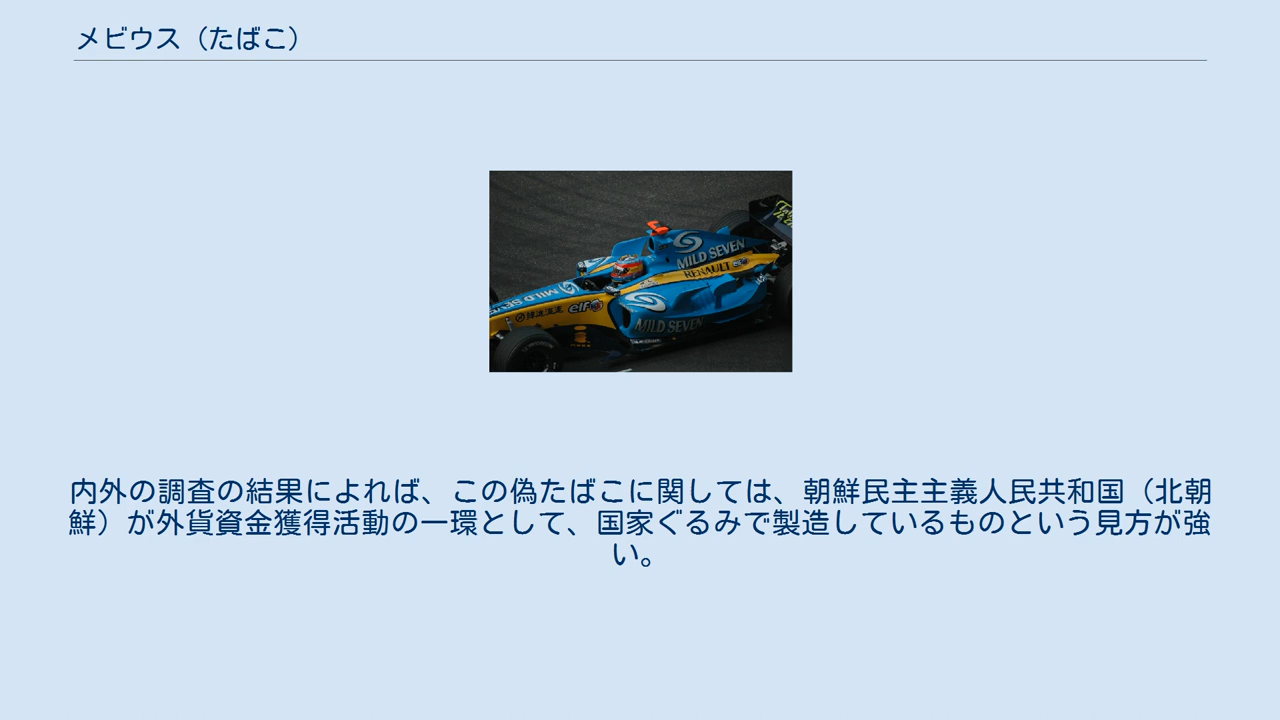 メビウス（たばこ）
MILD SEVEN
RENAULT elf
MILD SEVEN
elf
MILD SEVEN
内外の調査の結果によれば、この偽たばこに関しては、朝鮮民主主義人民共和国（北朝
鮮）が外貨資金獲得活動の一環として、国家ぐるみで製造しているものという見方が強
い。